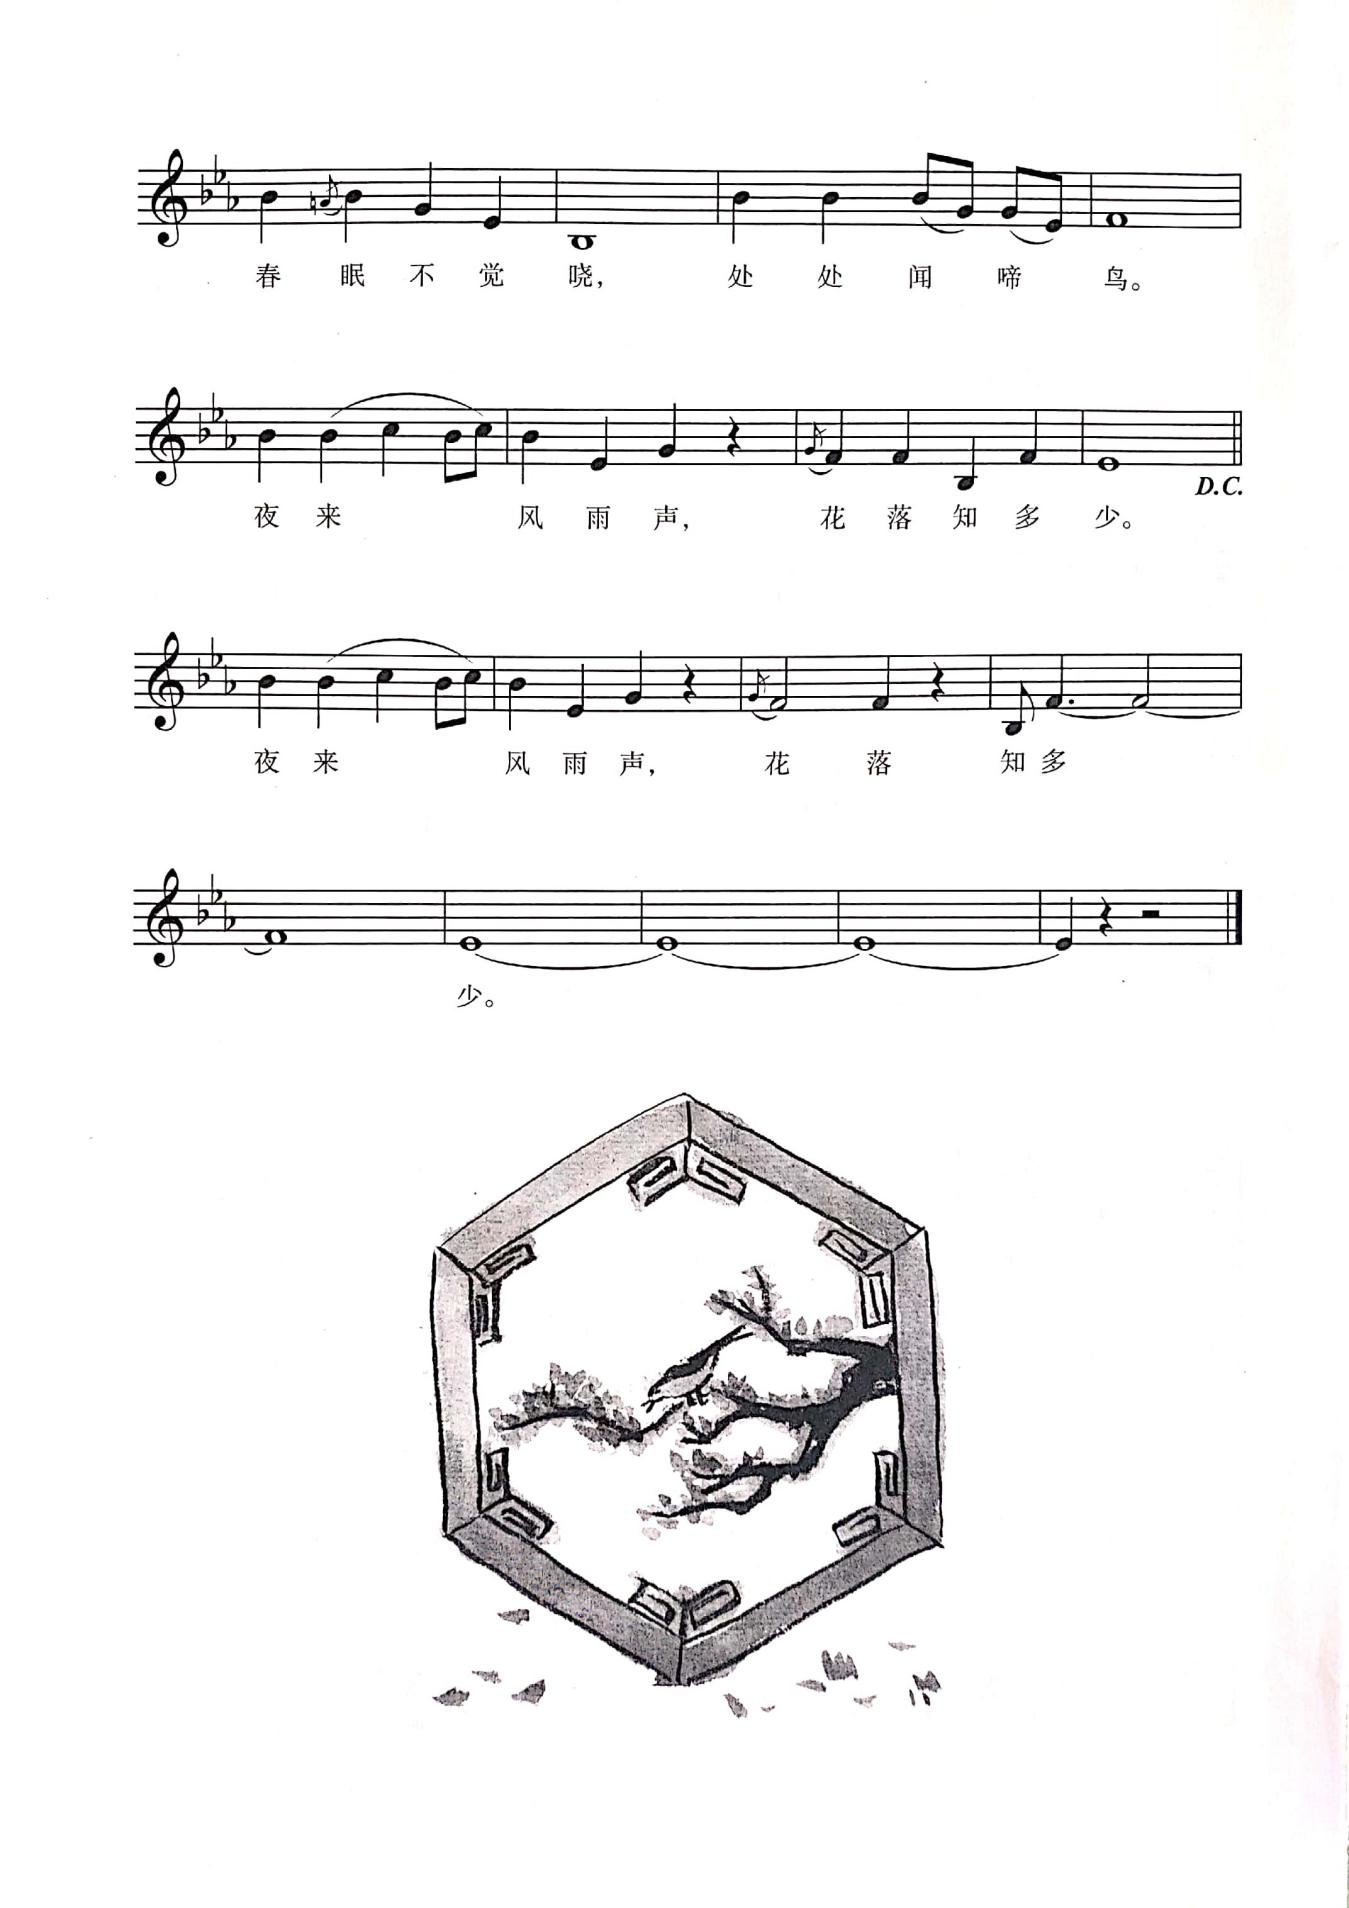 春 眠 不 觉 晓， 处 处 闻 啼 鸟。
D.C.
夜 来 风 雨 声， 花 落 知 多 少。
夜 来 风 雨 声， 花 落 知 多
少。